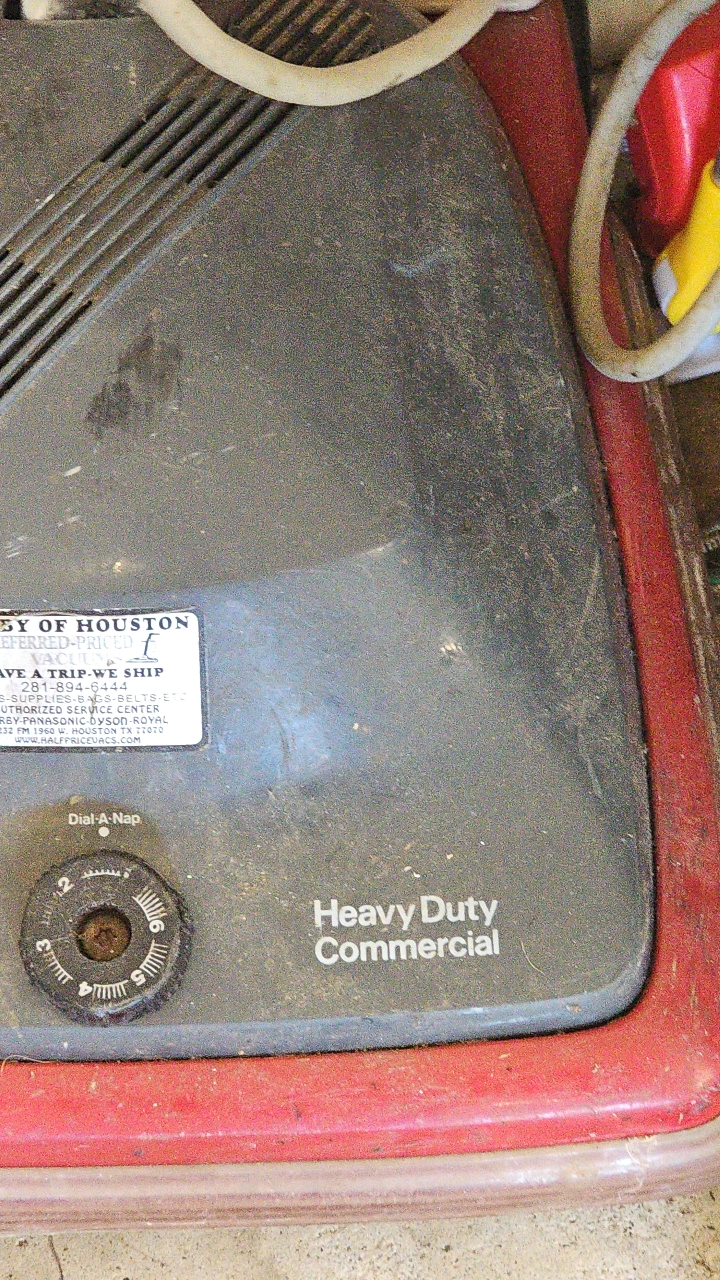 BY OF HOUSTON
EFERRED-PRICED
VACUU
AVE A TRIP-WE SHIP
281-894-6444
S-SUPPLIES-BAGS-BELTS-ETC
UTHORIZED SERVICE CENTER
RBY-PANASONIC-DYSON-ROYAL
232 FM 1960 W. HOUSTON TX 77070
WWW.HALFPRICEVACS.COM
Dial-A-Nap
2
3
4
5
6
Heavy Duty
Commercial